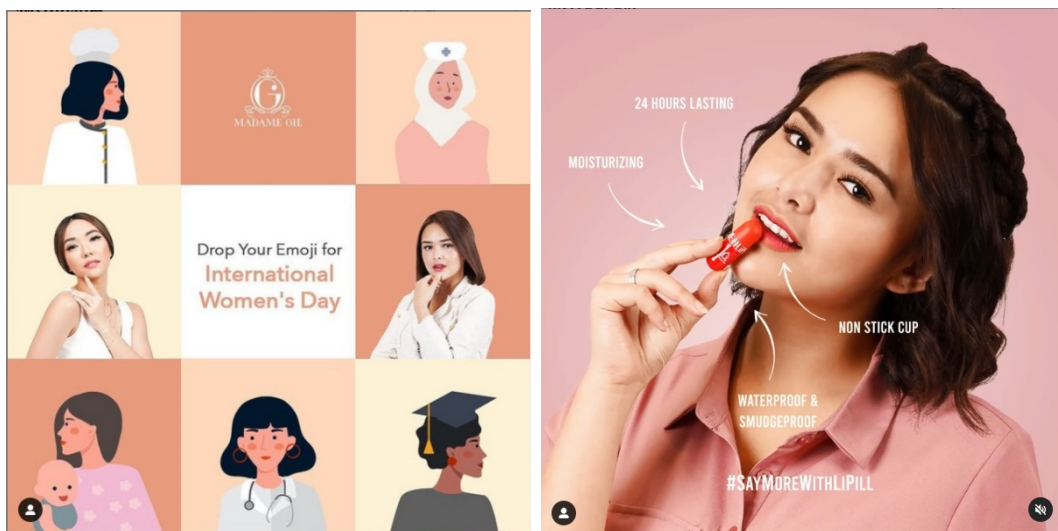 MADAME GIE
Drop Your Emoji for
International
Women's Day
24 HOURS LASTING
MOISTURIZING
NON STICK CUP
WATERPROOF &
SMUDGEPROOF
#SAYMOREWITHLIPILL